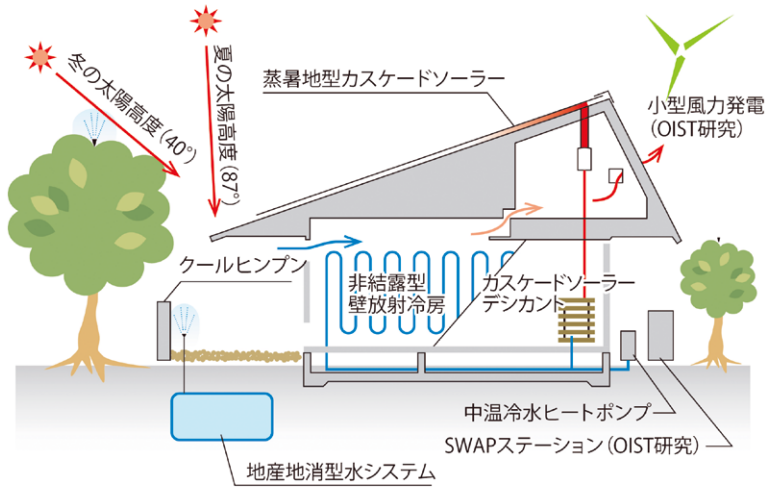 冬の太陽高度（40°）
夏の太陽高度（87°）
蒸暑地型カスケードソーラー
小型風力発電
（OIST研究）
クールヒンプン
非結露型
壁放射冷房
カスケードソーラー
デシカント
中温冷水ヒートポンプ
SWAPステーション（OIST研究）
地産地消型水システム